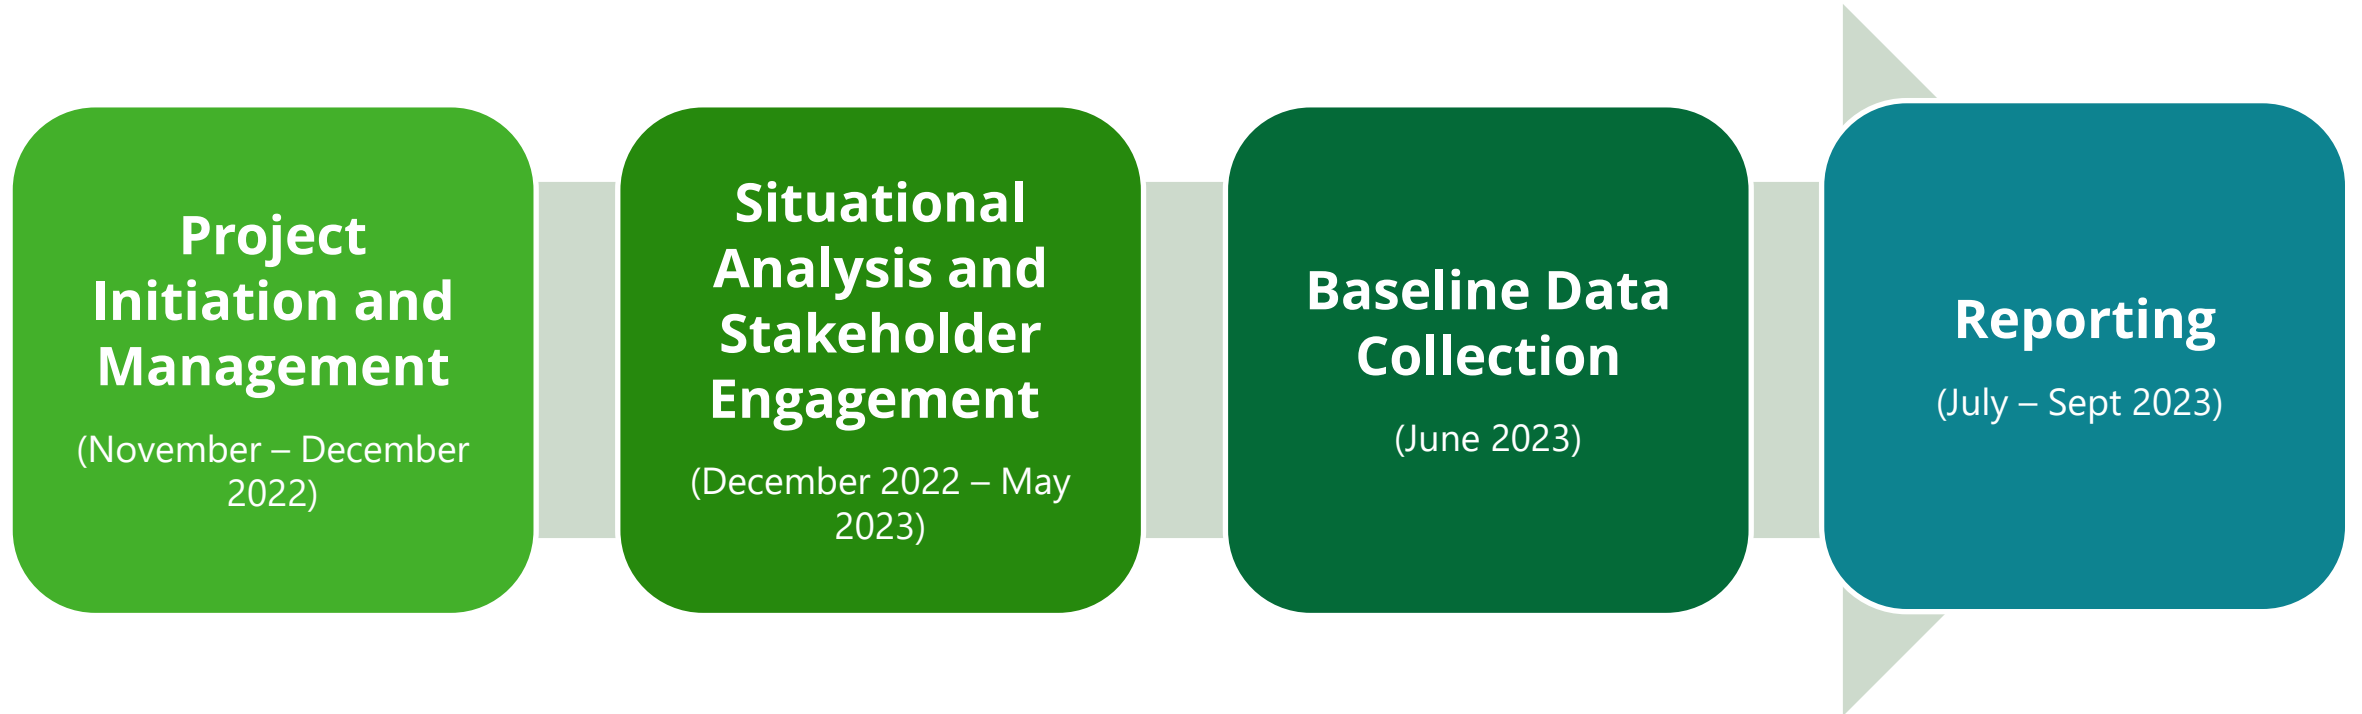 Project
Initiation and
Management
(November – December
2022)
Situational
Analysis and
Stakeholder
Engagement
(December 2022 – May
2023)
Baseline Data
Collection
(June 2023)
Reporting
(July – Sept 2023)